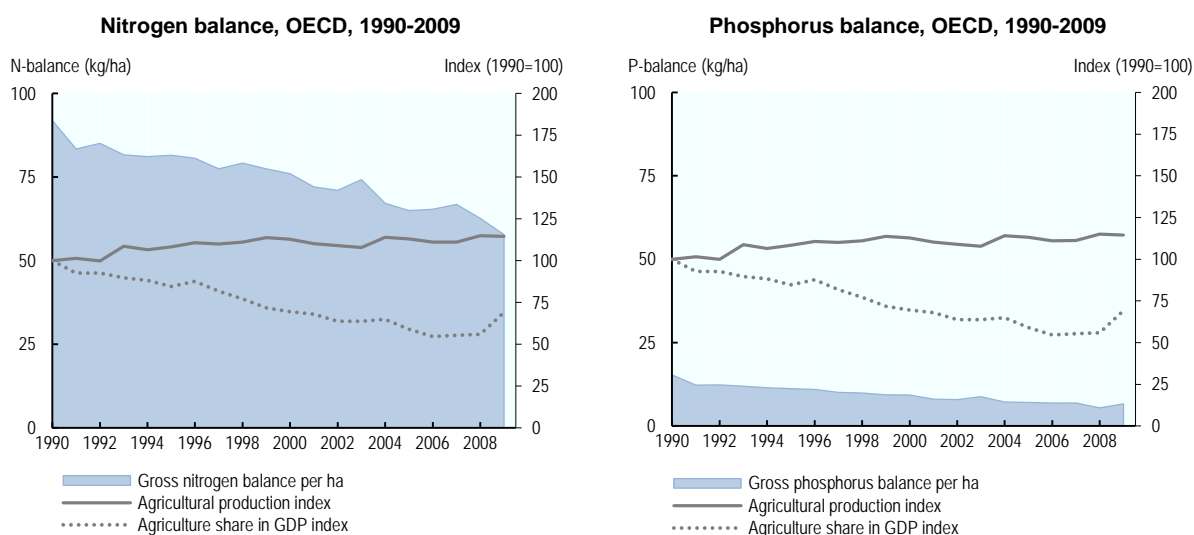 Nitrogen balance, OECD, 1990-2009
N-balance (kg/ha) Index (1990=100)
100 200
175
75 150
125
50 100
75
25 50
25
0 0
1990 1992 1994 1996 1998 2000 2002 2004 2006 2008
Gross nitrogen balance per ha
Agricultural production index
Agriculture share in GDP index
Phosphorus balance, OECD, 1990-2009
P-balance (kg/ha) Index (1990=100)
100 200
175
75 150
125
50 100
75
25 50
25
0 0
1990 1992 1994 1996 1998 2000 2002 2004 2006 2008
Gross phosphorus balance per ha
Agricultural production index
Agriculture share in GDP index